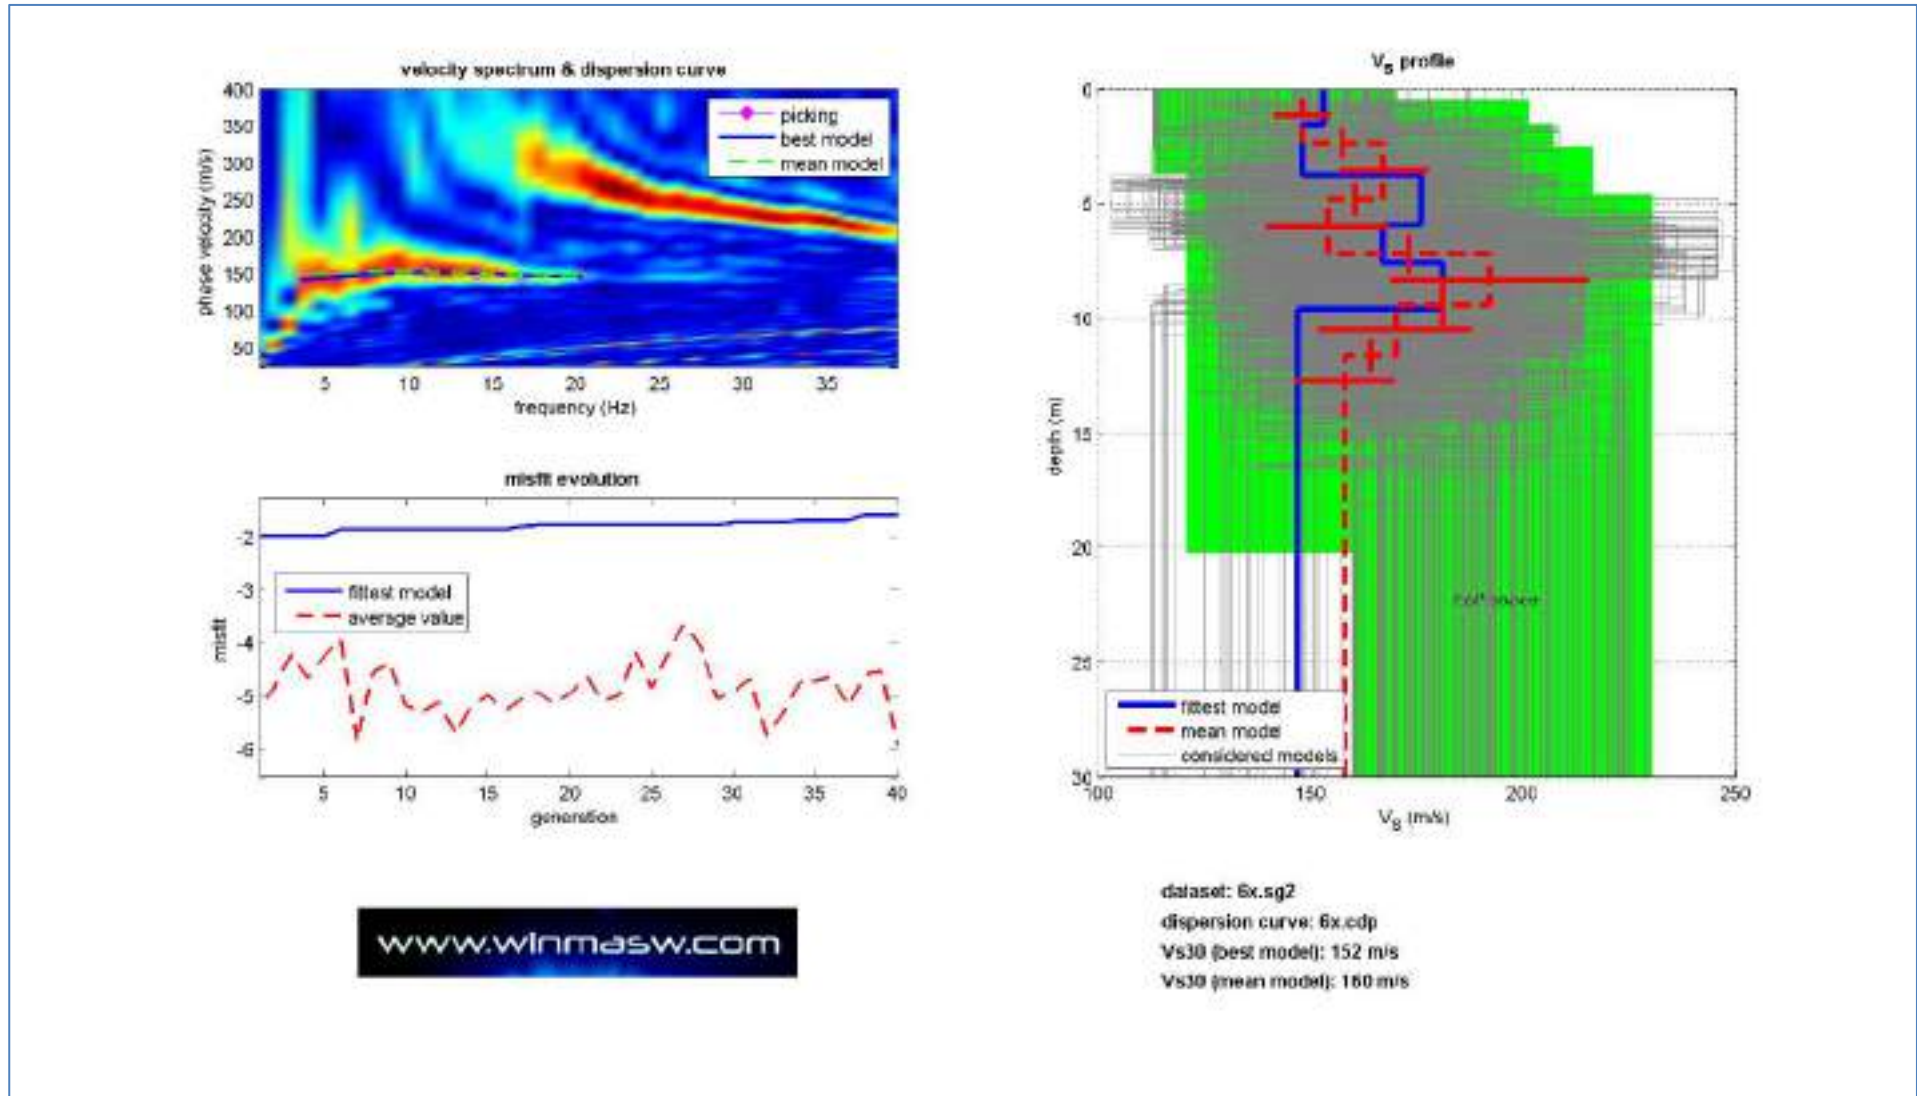 velocity spectrum & dispersion curve
400
350
300
250
200
150
100
50
phase velocity (m/s)
picking
best model
mean model
5
10
15
20
25
30
35
frequency (Hz)
misfit evolution
-2
-3
-4
-5
-6
misfit
fittest model
average value
5
10
15
20
25
30
35
40
generation
www.winmasw.com
VS profile
0
5
10
15
20
25
30
depth (m)
fittest model
mean model
considered models
100
150
200
250
VS (m/s)
dataset: 6x.sg2
dispersion curve: 6x.cdp
Vs30 (best model): 152 m/s
Vs30 (mean model): 160 m/s